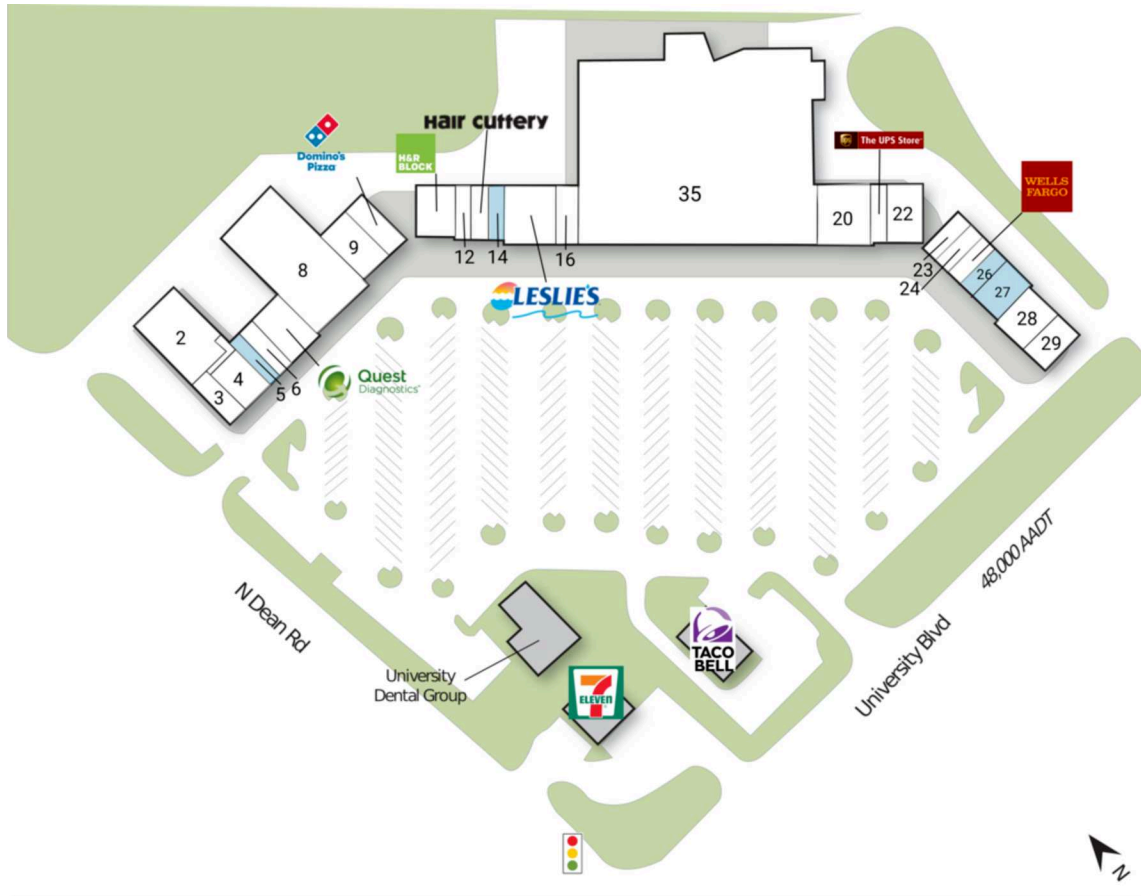 Hair cuttery
Domino's
Pizza
H&R
BLOCK
The UPS Store
WELLS
FARGO
35
20
22
9
8
12
14
16
23
24
26
27
28
29
LESLIE'S
2
4
3
5
6
Quest
Diagnostics
48,000 AADT
N Dean Rd
University Blvd
TACO
BELL
University
Dental Group
7
ELEVEn
N